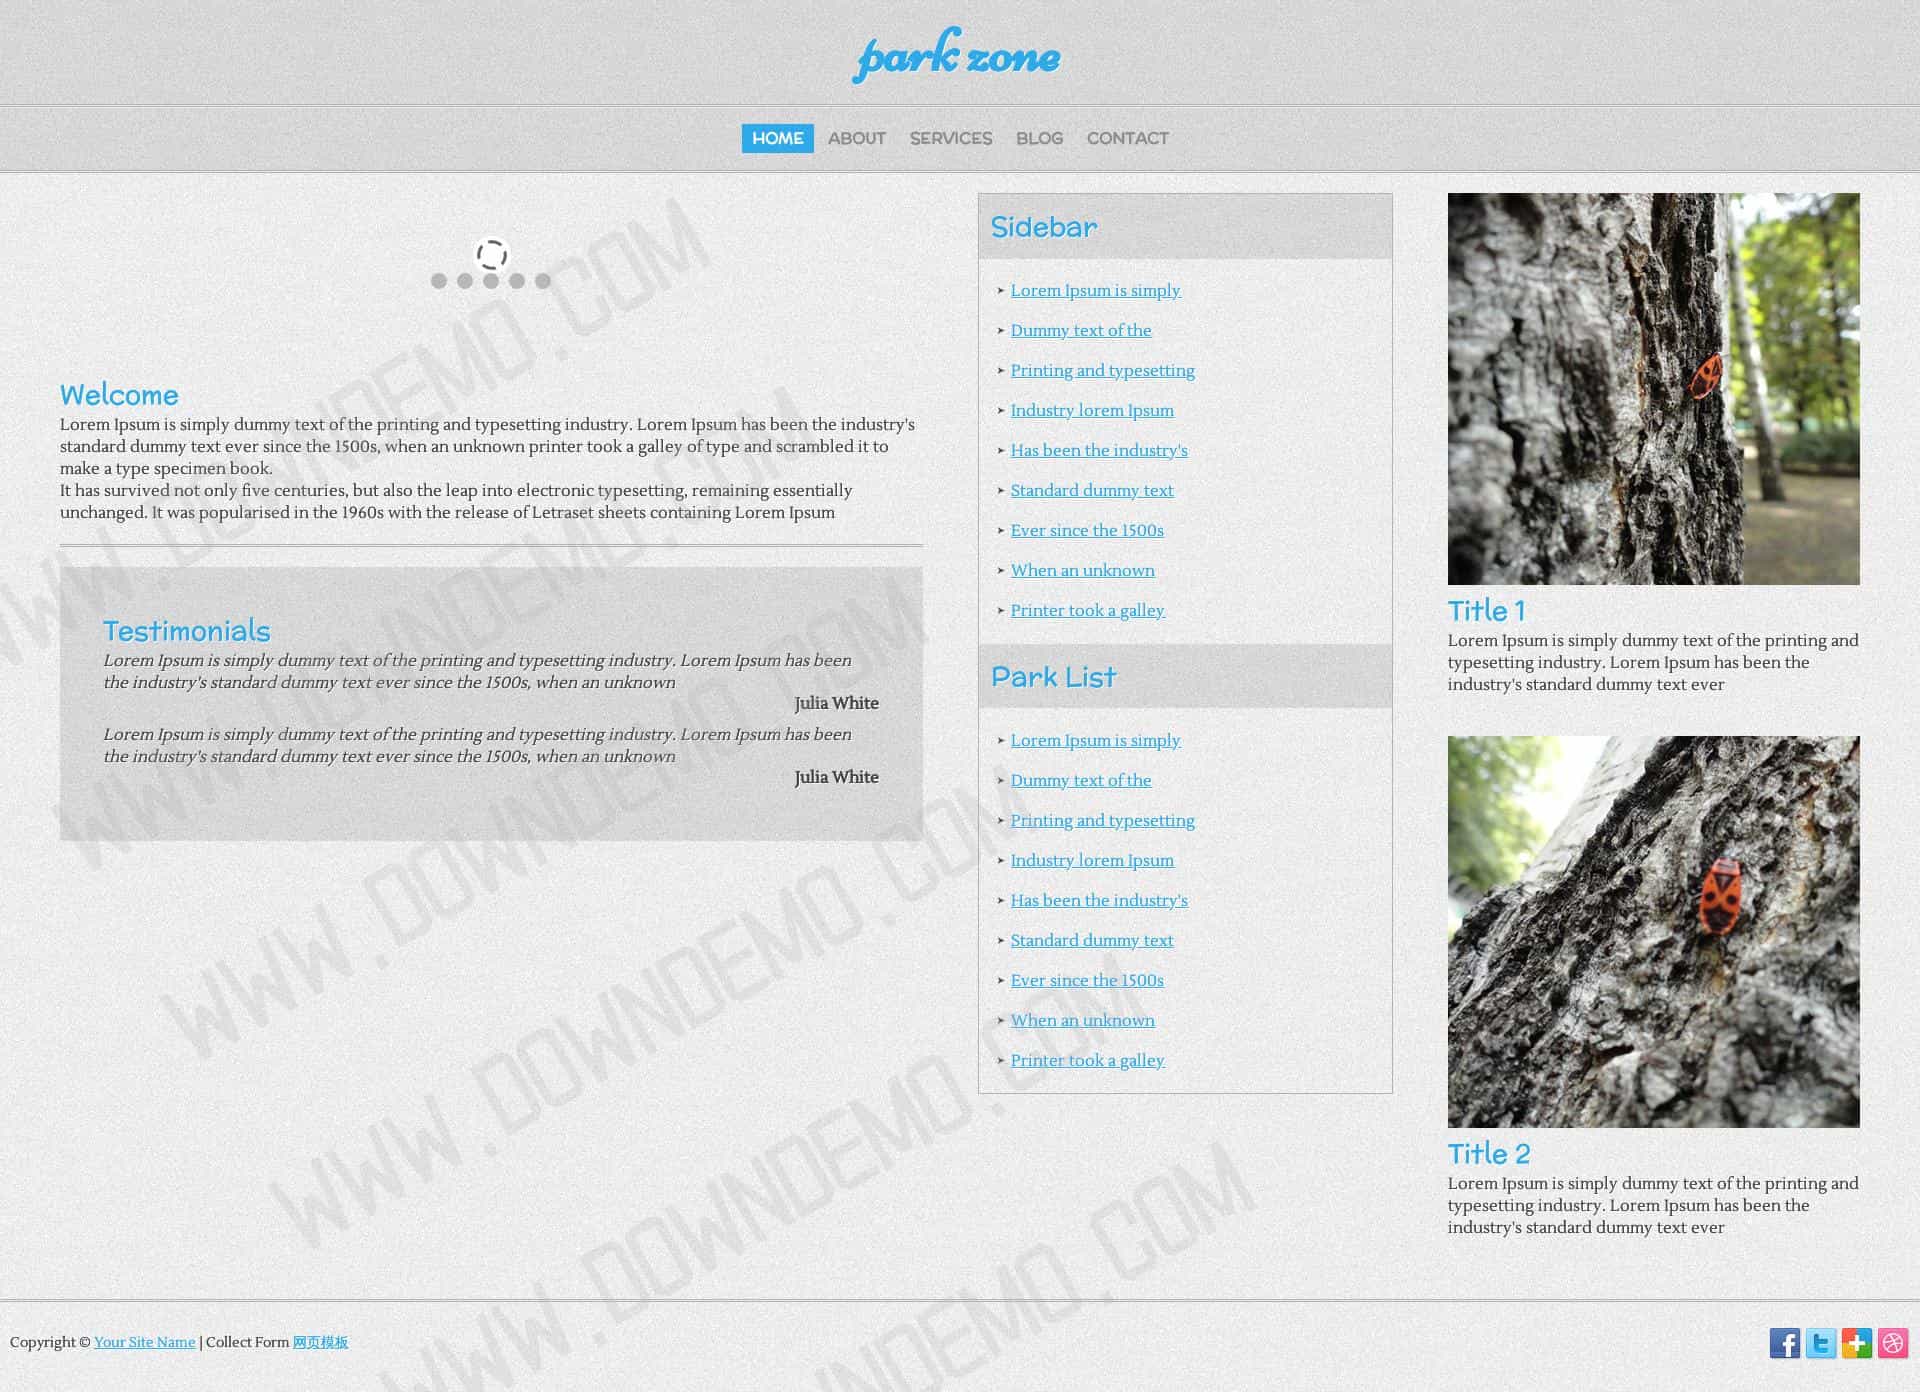 park zone
HOME ABOUT SERVICES BLOG CONTACT
Welcome
Lorem Ipsum is simply dummy text of the printing and typesetting industry. Lorem Ipsum has been the industry's
standard dummy text ever since the 1500s, when an unknown printer took a galley of type and scrambled it to
make a type specimen book.
It has survived not only five centuries, but also the leap into electronic typesetting, remaining essentially
unchanged. It was popularised in the 1960s with the release of Letraset sheets containing Lorem Ipsum
Testimonials
Lorem Ipsum is simply dummy text of the printing and typesetting industry. Lorem Ipsum has been
the industry's standard dummy text ever since the 1500s, when an unknown
Julia White
Lorem Ipsum is simply dummy text of the printing and typesetting industry. Lorem Ipsum has been
the industry's standard dummy text ever since the 1500s, when an unknown
Julia White
Sidebar
Lorem Ipsum is simply
Dummy text of the
Printing and typesetting
Industry lorem Ipsum
Has been the industry's
Standard dummy text
Ever since the 1500s
When an unknown
Printer took a galley
Park List
Lorem Ipsum is simply
Dummy text of the
Printing and typesetting
Industry lorem Ipsum
Has been the industry's
Standard dummy text
Ever since the 1500s
When an unknown
Printer took a galley
Title 1
Lorem Ipsum is simply dummy text of the printing and
typesetting industry. Lorem Ipsum has been the
industry's standard dummy text ever
Title 2
Lorem Ipsum is simply dummy text of the printing and
typesetting industry. Lorem Ipsum has been the
industry's standard dummy text ever
Copyright © Your Site Name | Collect Form 网页模板
WWW.DOWNDEMO.COM
WWW.DOWNDEMO.COM
WWW.DOWNDEMO.COM
WWW.DOWNDEMO.COM
WWW.DOWNDEMO.COM
NDEMO.COM